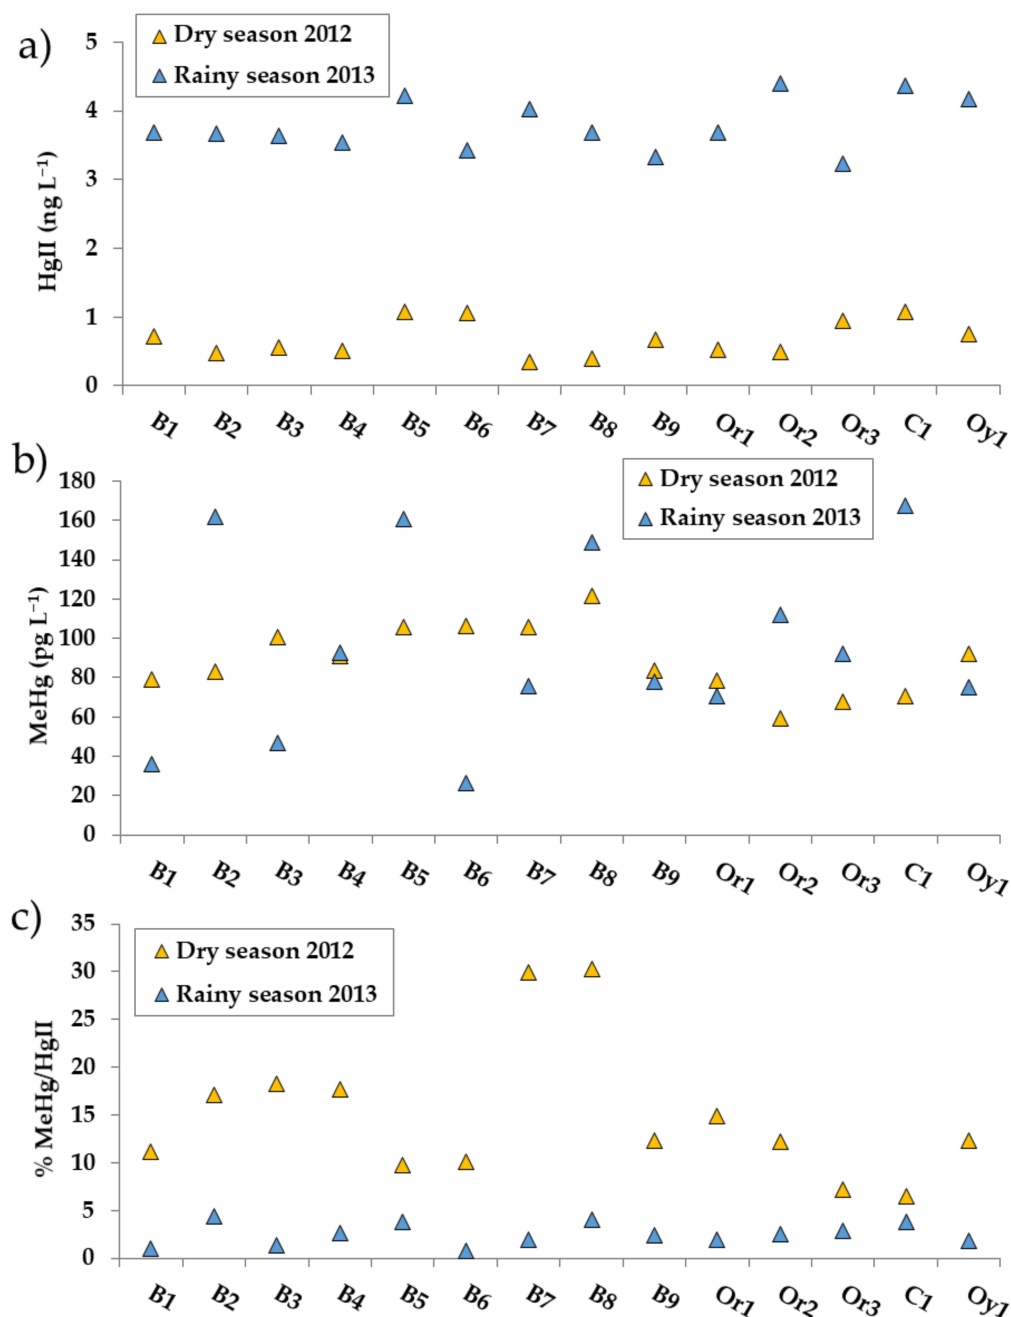 a)
Dry season 2012
Rainy season 2013
HgII (ng L⁻¹)
5
4
3
2
1
0
B1 B2 B3 B4 B5 B6 B7 B8 B9 Or1 Or2 Or3 C1 Oy1
b)
Dry season 2012
Rainy season 2013
MeHg (pg L⁻¹)
180
160
140
120
100
80
60
40
20
0
B1 B2 B3 B4 B5 B6 B7 B8 B9 Or1 Or2 Or3 C1 Oy1
c)
Dry season 2012
Rainy season 2013
% MeHg/HgII
35
30
25
20
15
10
5
0
B1 B2 B3 B4 B5 B6 B7 B8 B9 Or1 Or2 Or3 C1 Oy1